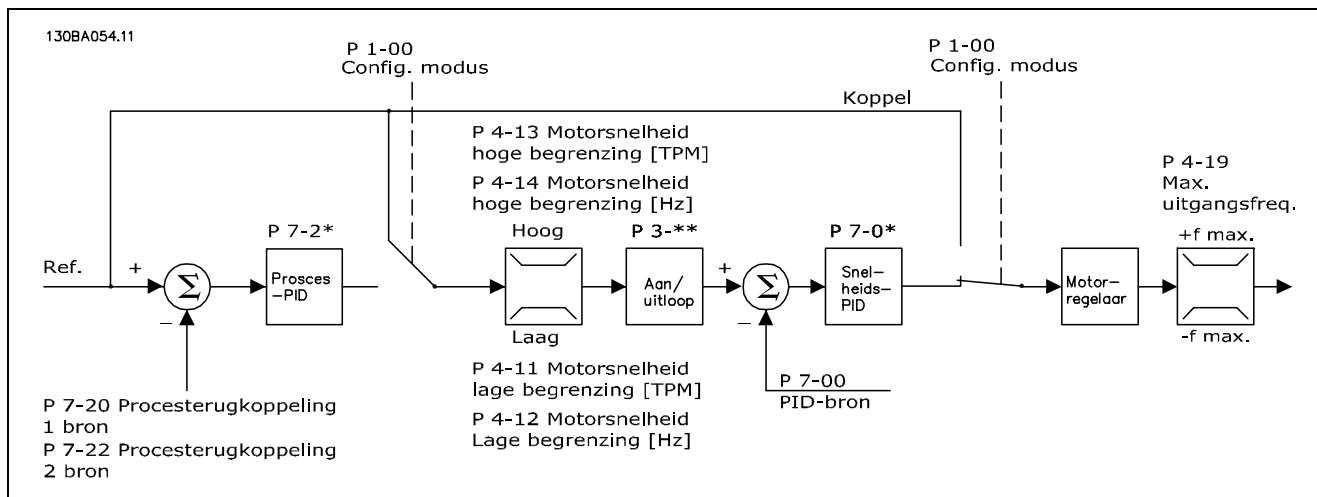 130BA054.11
P 1-00
Config. modus
P 1-00
Config. modus
Koppel
P 4-13 Motorsnelheid
hoge begrenzing [TPM]
P 4-14 Motorsnelheid
hoge begrenzing [Hz]
P 4-19
Max.
uitgangsfreq.
P 7-2*
Hoog
P 3-**
P 7-0*
+f max.
Ref.
+
Σ
Prosces
-PID
Aan/
uitloop
+
Σ
Snel-
heids-
PID
Motor-
regelaar
–
–
Laag
-f max.
P 4-11 Motorsnelheid
lage begrenzing [TPM]
P 4-12 Motorsnelheid
Lage begrenzing [Hz]
P 7-00
PID-bron
P 7-20 Procesterugkoppeling
1 bron
P 7-22 Procesterugkoppeling
2 bron